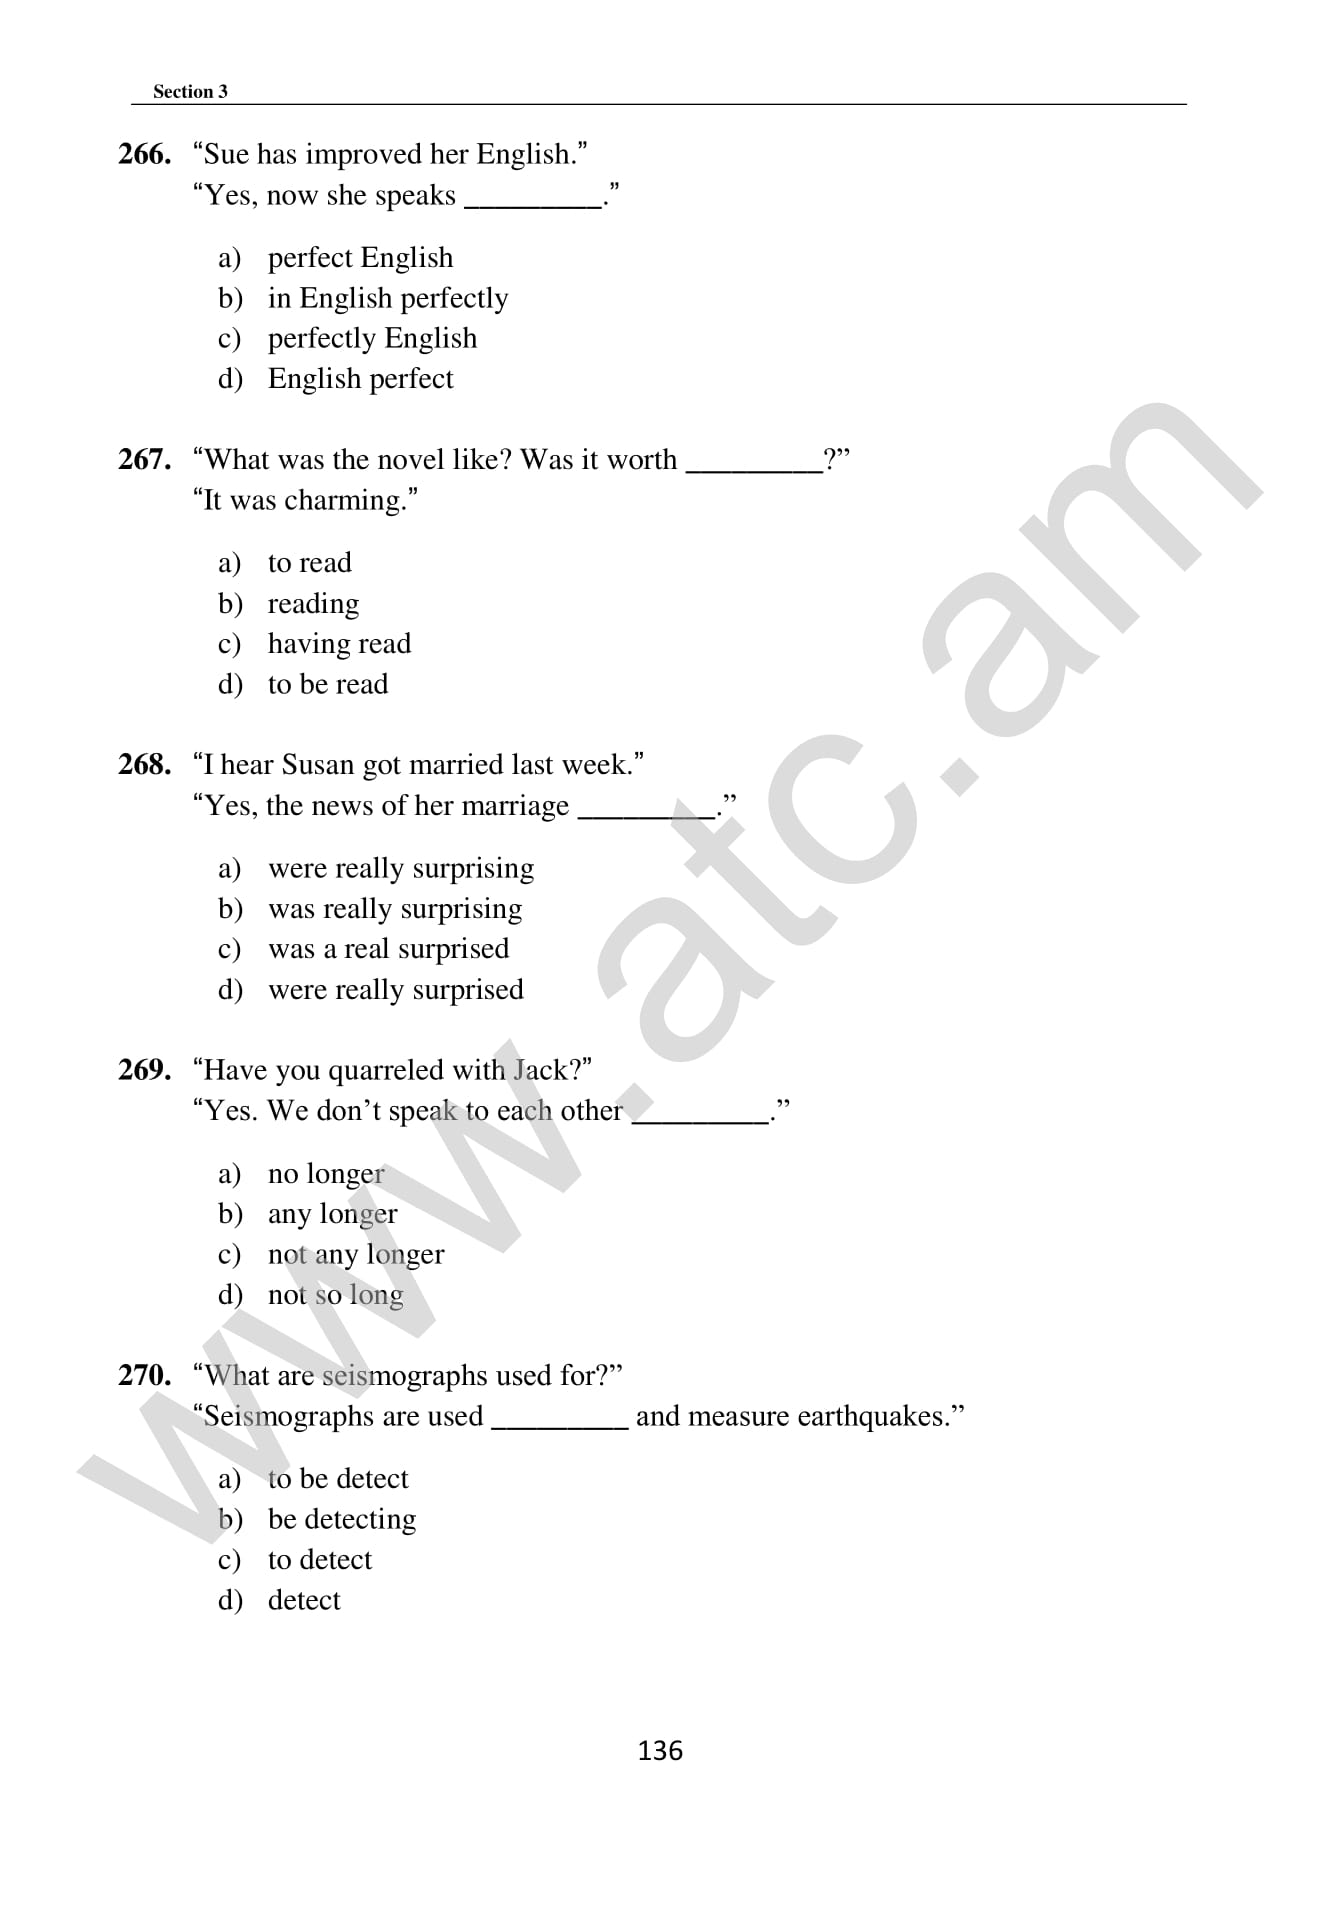 Section 3
266. “Sue has improved her English.”
“Yes, now she speaks _________.”
a) perfect English
b) in English perfectly
c) perfectly English
d) English perfect
267. “What was the novel like? Was it worth _________?”
“It was charming.”
a) to read
b) reading
c) having read
d) to be read
268. “I hear Susan got married last week.”
“Yes, the news of her marriage _________.”
a) were really surprising
b) was really surprising
c) was a real surprised
d) were really surprised
269. “Have you quarreled with Jack?”
“Yes. We don’t speak to each other _________.”
a) no longer
b) any longer
c) not any longer
d) not so long
270. “What are seismographs used for?”
“Seismographs are used _________ and measure earthquakes.”
a) to be detect
b) be detecting
c) to detect
d) detect
136
www.atc.am